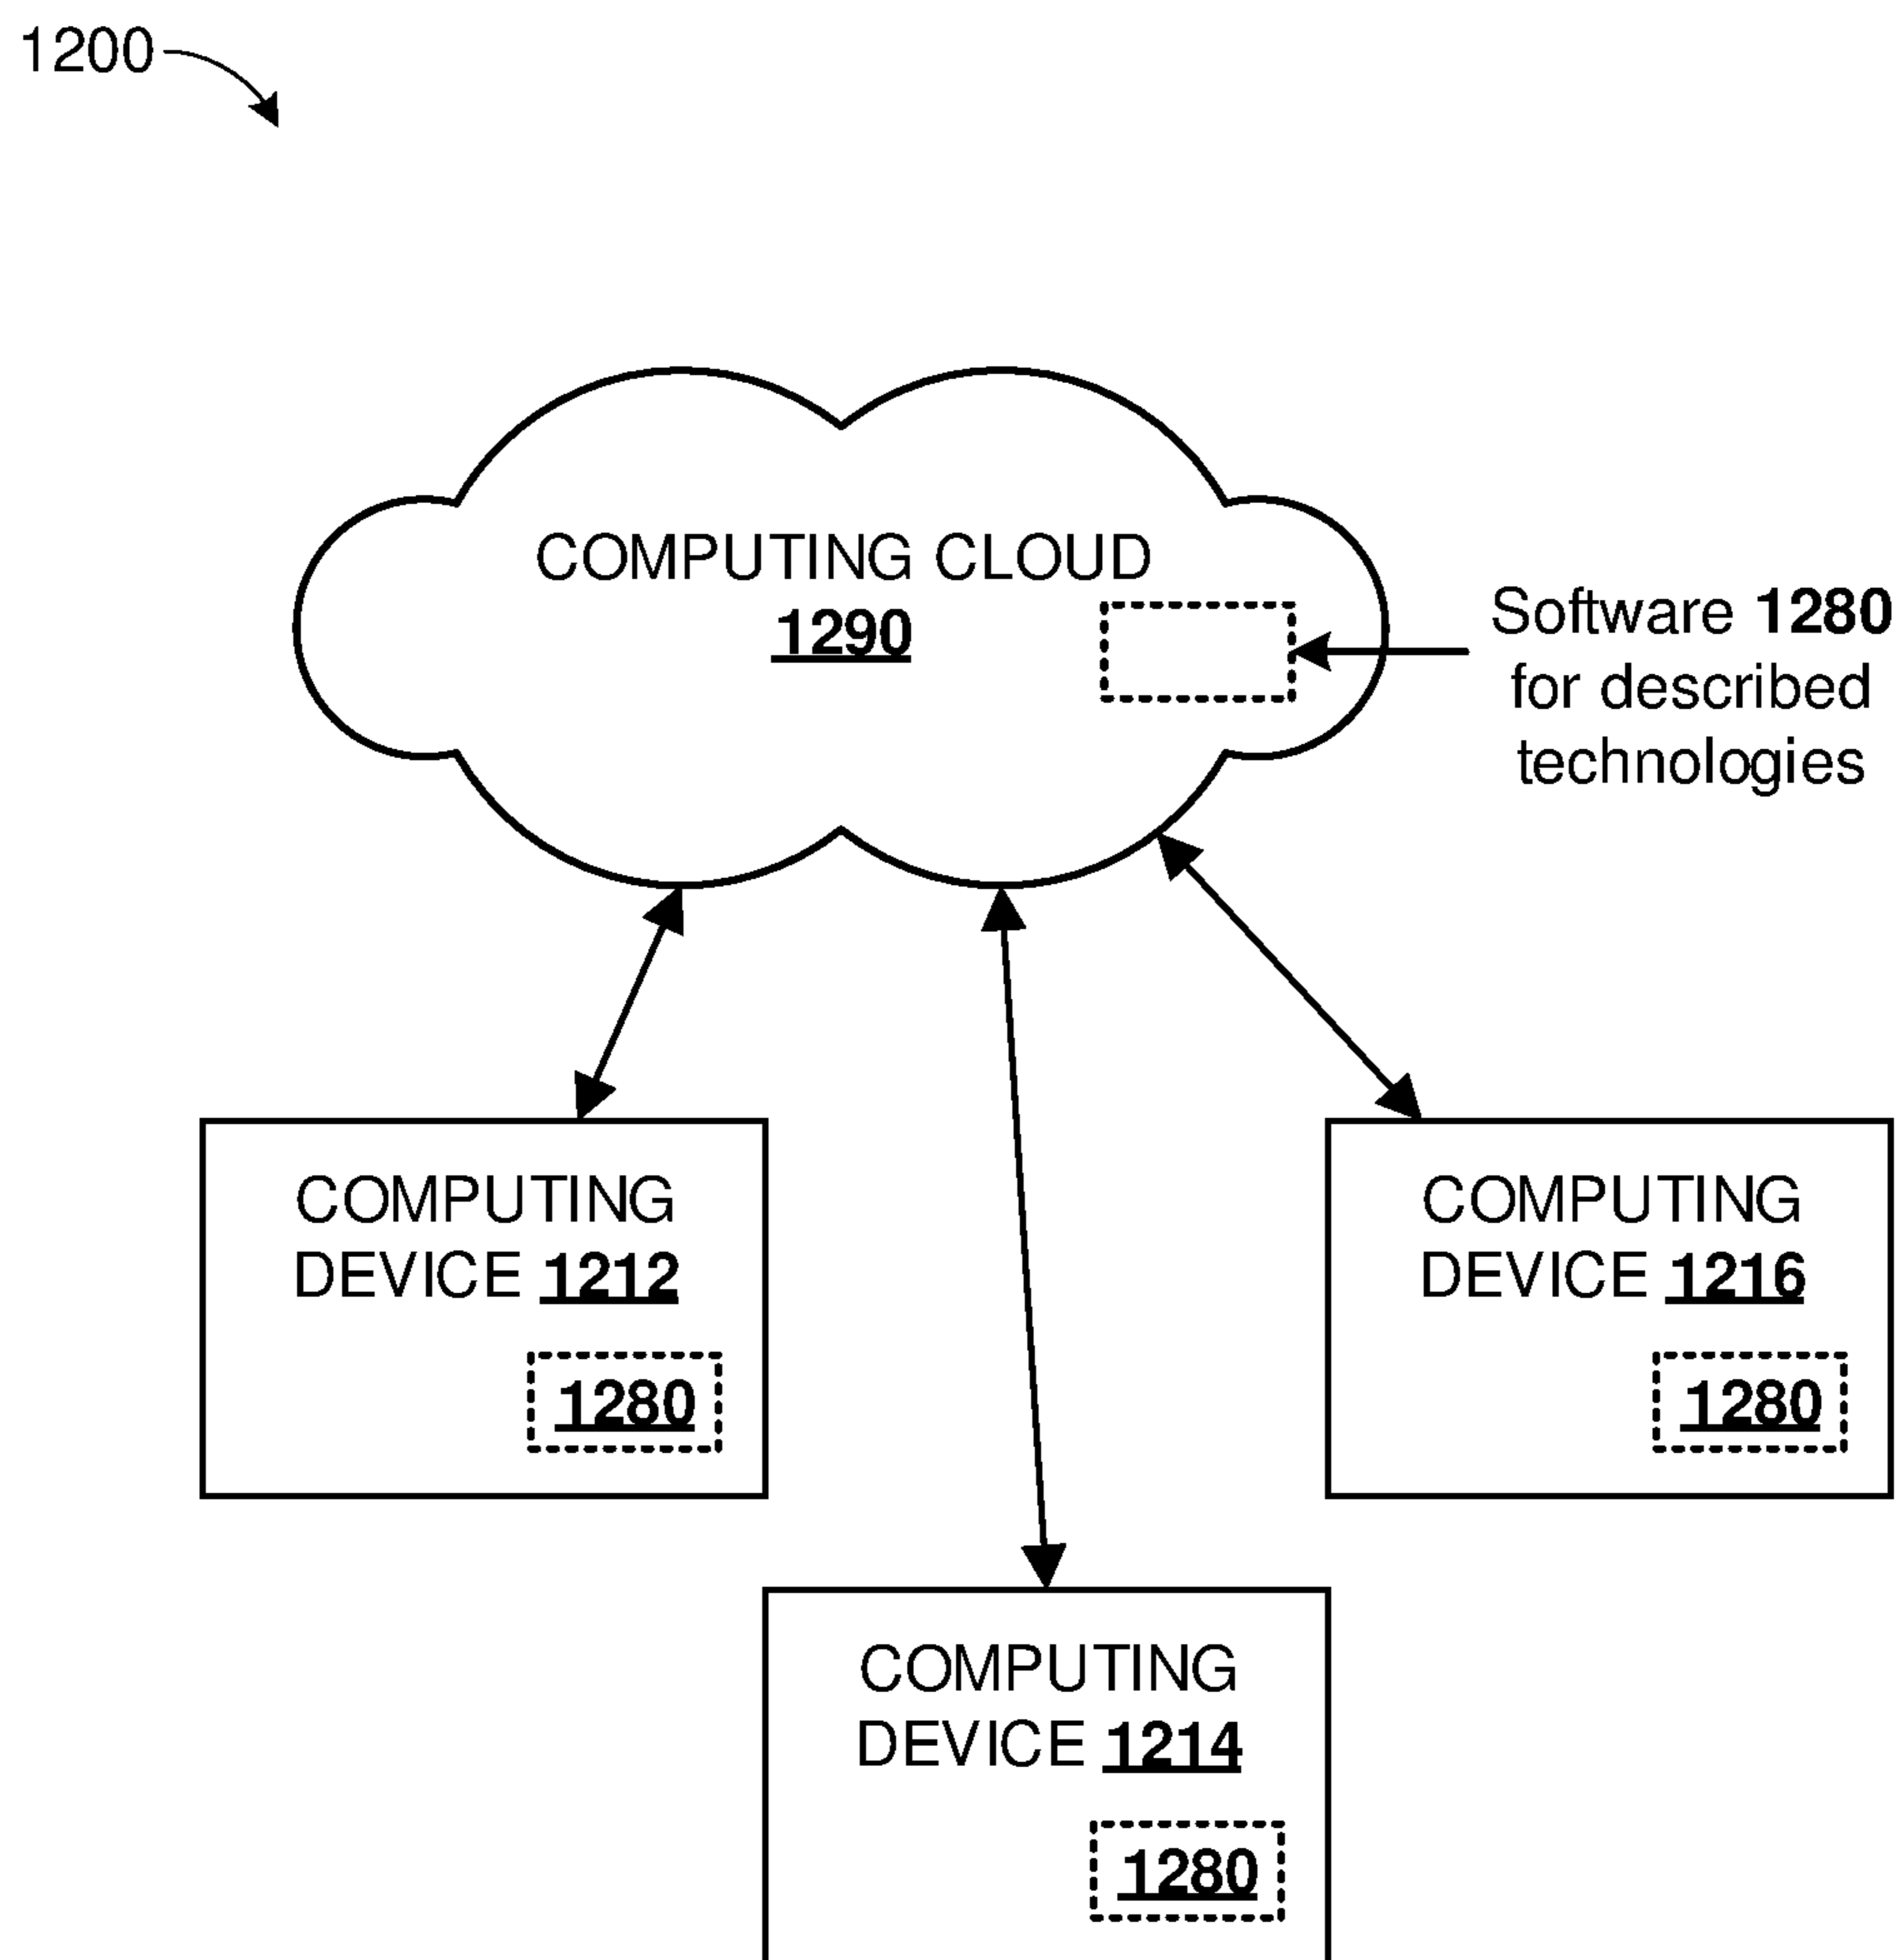 1200
COMPUTING CLOUD
1290
Software 1280
for described
technologies
COMPUTING
DEVICE 1212
1280
COMPUTING
DEVICE 1216
1280
COMPUTING
DEVICE 1214
1280